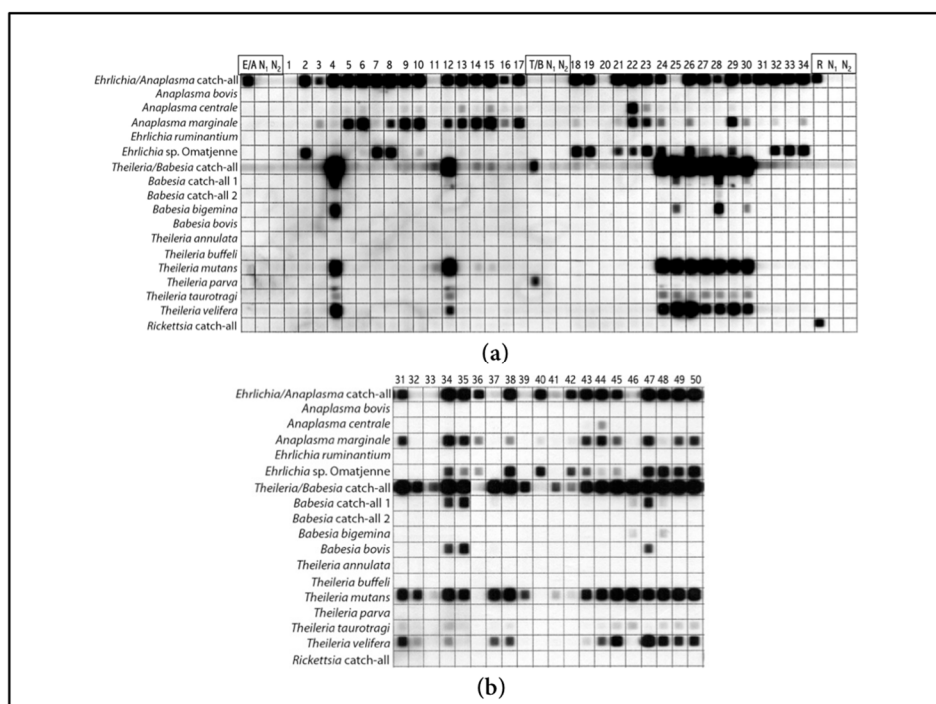 E/A N₁ N₂ 1 2 3 4 5 6 7 8 9 10 11 12 13 14 15 16 17 T/B N₁ N₂ 18 19 20 21 22 23 24 25 26 27 28 29 30 31 32 33 34 R N₁ N₂
Ehrlichia/Anaplasma catch-all
Anaplasma bovis
Anaplasma centrale
Anaplasma marginale
Ehrlichia ruminantium
Ehrlichia sp. Omatjenne
Theileria/Babesia catch-all
Babesia catch-all 1
Babesia catch-all 2
Babesia bigemina
Babesia bovis
Theileria annulata
Theileria buffeli
Theileria mutans
Theileria parva
Theileria taurotragi
Theileria velifera
Rickettsia catch-all
(a)
31 32 33 34 35 36 37 38 39 40 41 42 43 44 45 46 47 48 49 50
Ehrlichia/Anaplasma catch-all
Anaplasma bovis
Anaplasma centrale
Anaplasma marginale
Ehrlichia ruminantium
Ehrlichia sp. Omatjenne
Theileria/Babesia catch-all
Babesia catch-all 1
Babesia catch-all 2
Babesia bigemina
Babesia bovis
Theileria annulata
Theileria buffeli
Theileria mutans
Theileria parva
Theileria taurotragi
Theileria velifera
Rickettsia catch-all
(b)